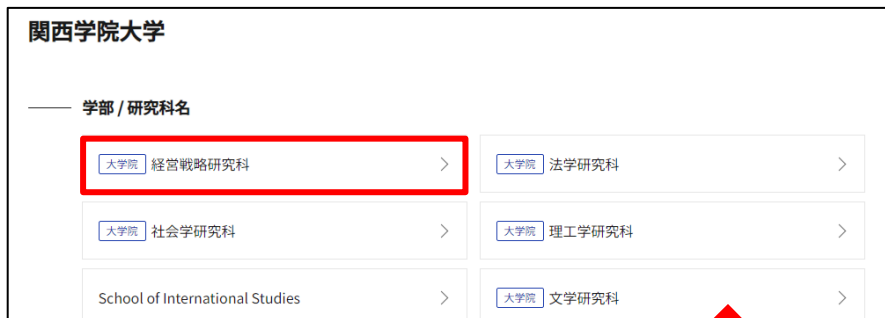 関西学院大学
学部 / 研究科名
大学院 経営戦略研究科
大学院 法学研究科
大学院 社会学研究科
大学院 理工学研究科
School of International Studies
大学院 文学研究科